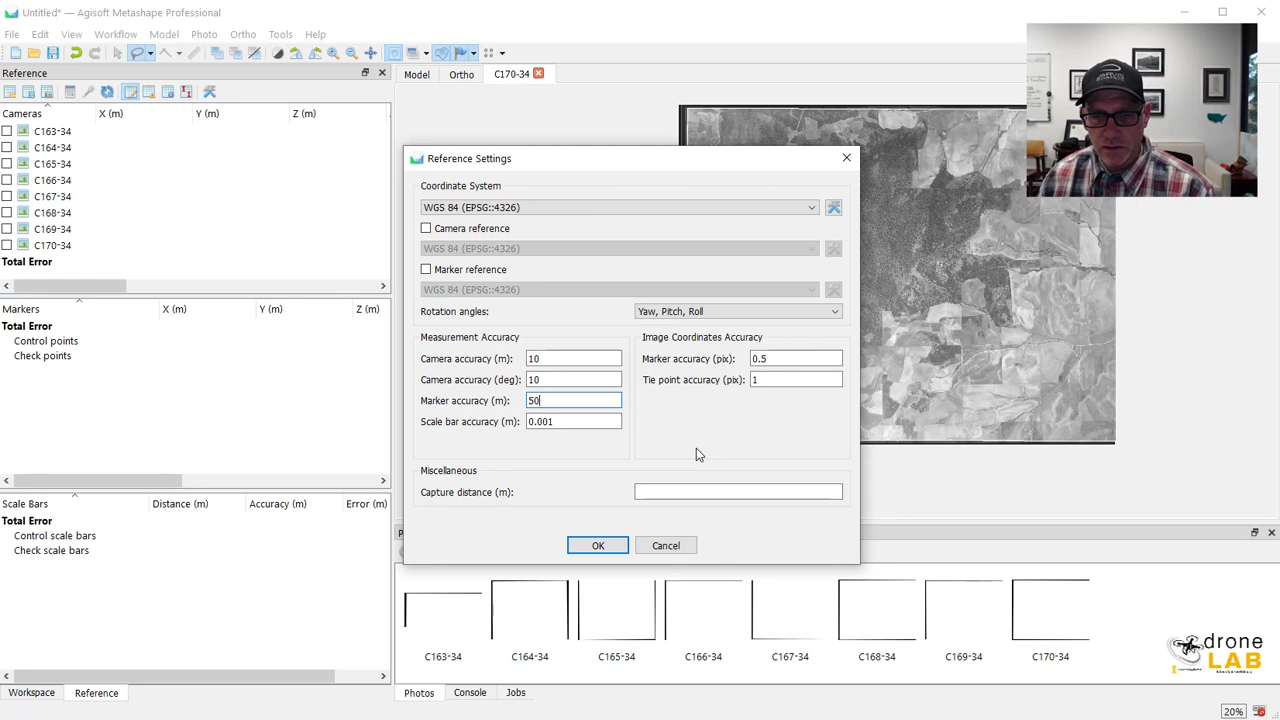 Untitled* — Agisoft Metashape Professional
File Edit View Workflow Model Photo Ortho Tools Help
Reference
Model Ortho C170-34
Cameras X (m) Y (m) Z (m)
C163-34
C164-34
C165-34
C166-34
C167-34
C168-34
C169-34
C170-34
Total Error
Markers X (m) Y (m) Z (m)
Total Error
Control points
Check points
Scale Bars Distance (m) Accuracy (m) Error (m)
Total Error
Control scale bars
Check scale bars
Workspace Reference
Reference Settings
Coordinate System
WGS 84 (EPSG::4326)
Camera reference
WGS 84 (EPSG::4326)
Marker reference
WGS 84 (EPSG::4326)
Rotation angles: Yaw, Pitch, Roll
Measurement Accuracy
Camera accuracy (m): 10
Camera accuracy (deg): 10
Marker accuracy (m): 50
Scale bar accuracy (m): 0.001
Image Coordinates Accuracy
Marker accuracy (pix): 0.5
Tie point accuracy (pix): 1
Miscellaneous
Capture distance (m):
OK Cancel
C163-34 C164-34 C165-34 C166-34 C167-34 C168-34 C169-34 C170-34
drone
LAB
Photos Console Jobs
20%